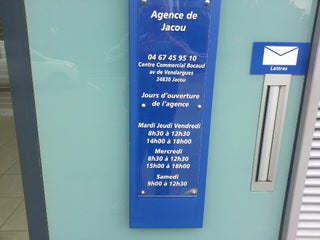 Agence de
Jacou
04 67 45 95 10
Centre Commercial Bocaud
av de Vendargues
34830 Jacou
Jours d'ouverture
de l'agence
Mardi Jeudi Vendredi
8h30 à 12h30
14h00 à 18h00
Mercredi
8h30 à 12h30
15h00 à 18h00
Samedi
9h00 à 12h30
Lettres